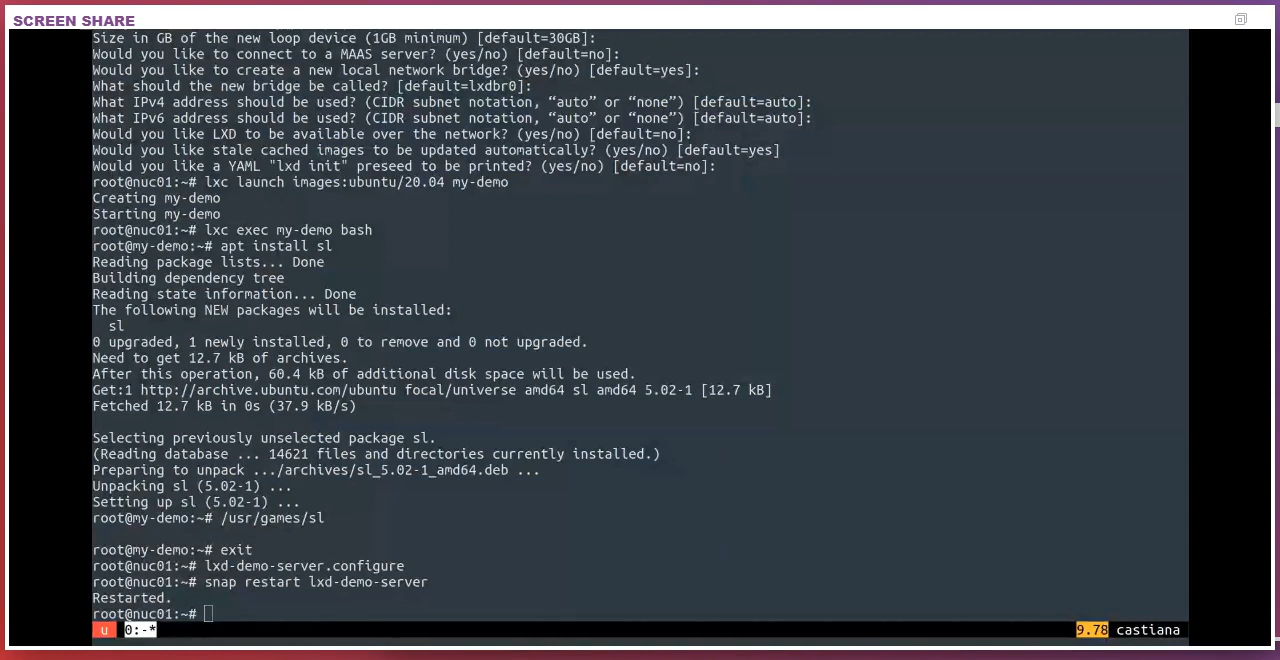 SCREEN SHARE
Size in GB of the new loop device (1GB minimum) [default=30GB]:
Would you like to connect to a MAAS server? (yes/no) [default=no]:
Would you like to create a new local network bridge? (yes/no) [default=yes]:
What should the new bridge be called? [default=lxdbr0]:
What IPv4 address should be used? (CIDR subnet notation, “auto” or “none”) [default=auto]:
What IPv6 address should be used? (CIDR subnet notation, “auto” or “none”) [default=auto]:
Would you like LXD to be available over the network? (yes/no) [default=no]:
Would you like stale cached images to be updated automatically? (yes/no) [default=yes]
Would you like a YAML "lxd init" preseed to be printed? (yes/no) [default=no]:
root@nuc01:~# lxc launch images:ubuntu/20.04 my-demo
Creating my-demo
Starting my-demo
root@nuc01:~# lxc exec my-demo bash
root@my-demo:~# apt install sl
Reading package lists... Done
Building dependency tree
Reading state information... Done
The following NEW packages will be installed:
  sl
0 upgraded, 1 newly installed, 0 to remove and 0 not upgraded.
Need to get 12.7 kB of archives.
After this operation, 60.4 kB of additional disk space will be used.
Get:1 http://archive.ubuntu.com/ubuntu focal/universe amd64 sl amd64 5.02-1 [12.7 kB]
Fetched 12.7 kB in 0s (37.9 kB/s)
Selecting previously unselected package sl.
(Reading database ... 14621 files and directories currently installed.)
Preparing to unpack .../archives/sl_5.02-1_amd64.deb ...
Unpacking sl (5.02-1) ...
Setting up sl (5.02-1) ...
root@my-demo:~# /usr/games/sl
root@my-demo:~# exit
root@nuc01:~# lxd-demo-server.configure
root@nuc01:~# snap restart lxd-demo-server
Restarted.
root@nuc01:~#
u 0:-* 9.78 castiana